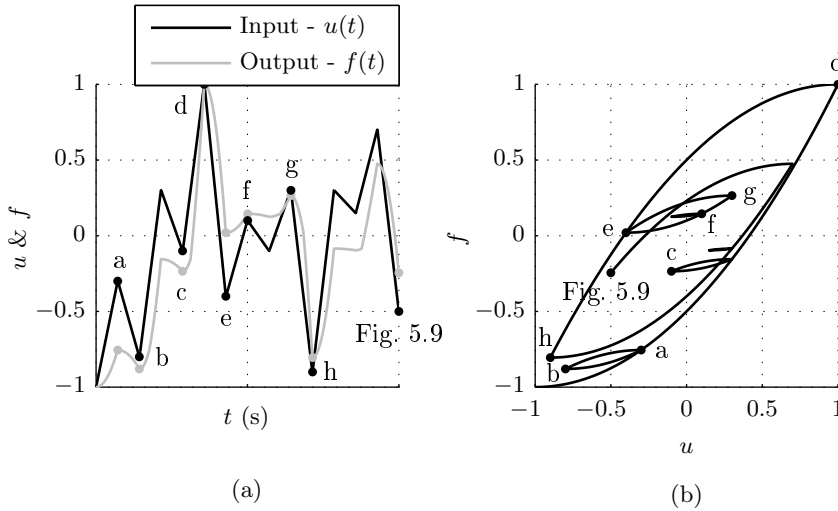 Input - u(t)
Output - f(t)
1
0.5
0
−0.5
−1
u & f
a
b
c
d
e
f
g
h
Fig. 5.9
t (s)
(a)
1
0.5
0
−0.5
−1
f
d
g
f
e
c
Fig. 5.9
h
a
b
−1
−0.5
0
0.5
1
u
(b)